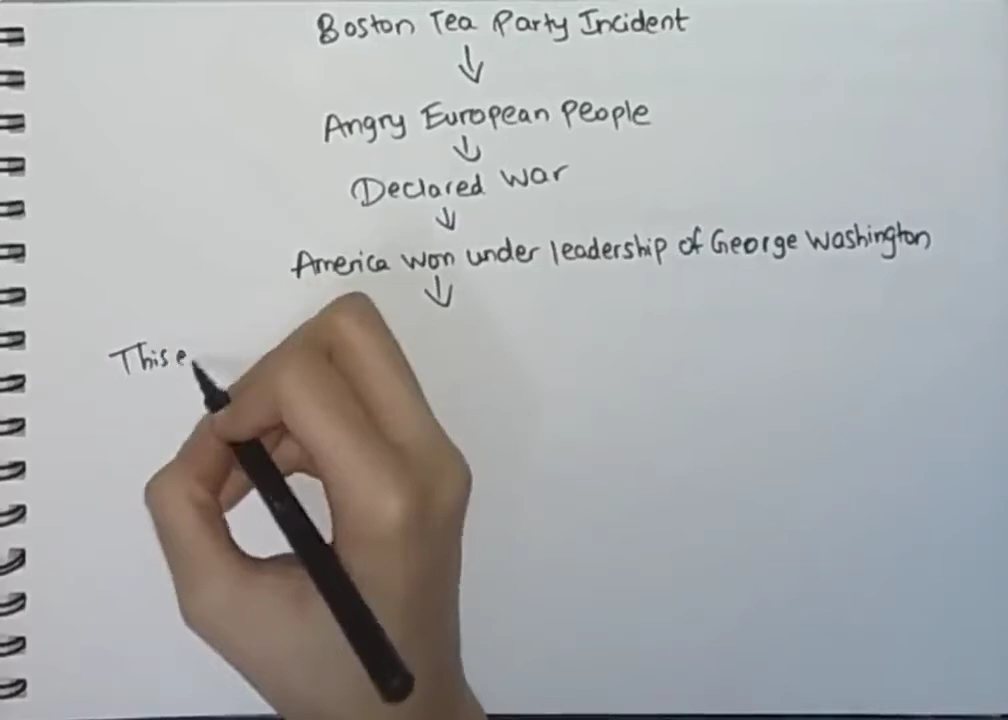 Boston Tea Party Incident
↓
Angry European People
↓
Declared war
↓
America won under leadership of George Washington
↓
This e